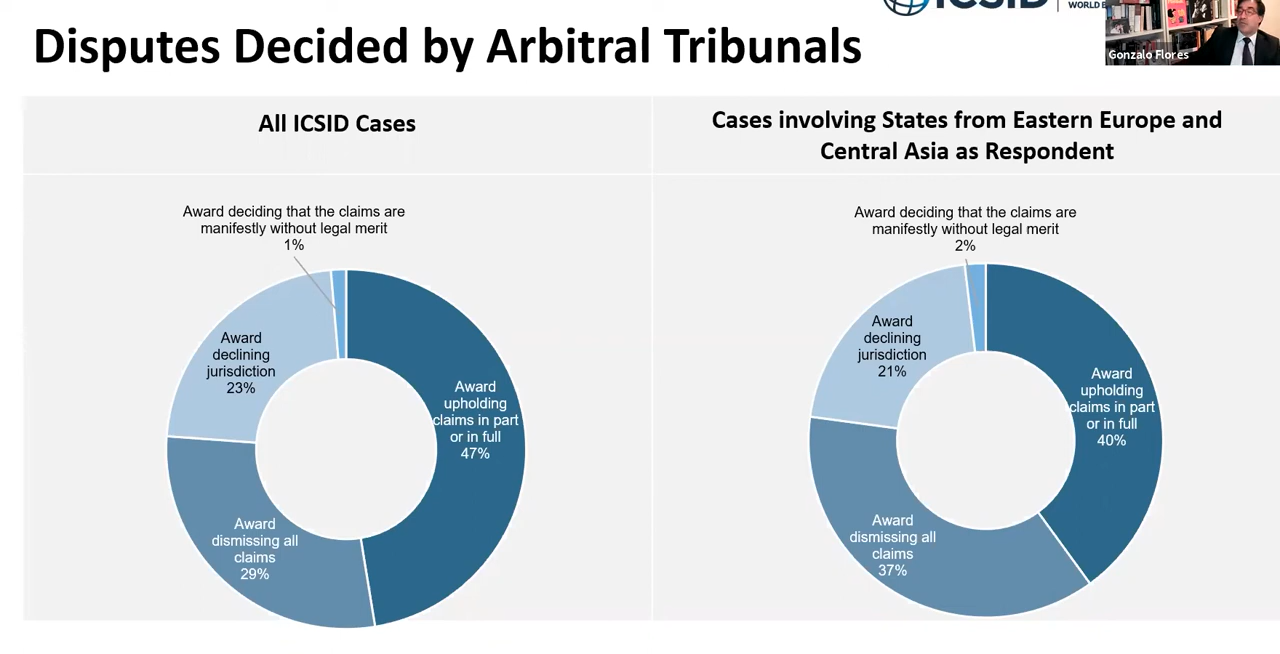 ICSID
WORLD B
Gonzalo Flores
Disputes Decided by Arbitral Tribunals
All ICSID Cases
Award deciding that the claims are
manifestly without legal merit
1%
Award
declining
jurisdiction
23%
Award
upholding
claims in part
or in full
47%
Award
dismissing all
claims
29%
Cases involving States from Eastern Europe and
Central Asia as Respondent
Award deciding that the claims are
manifestly without legal merit
2%
Award
declining
jurisdiction
21%
Award
upholding
claims in part
or in full
40%
Award
dismissing all
claims
37%